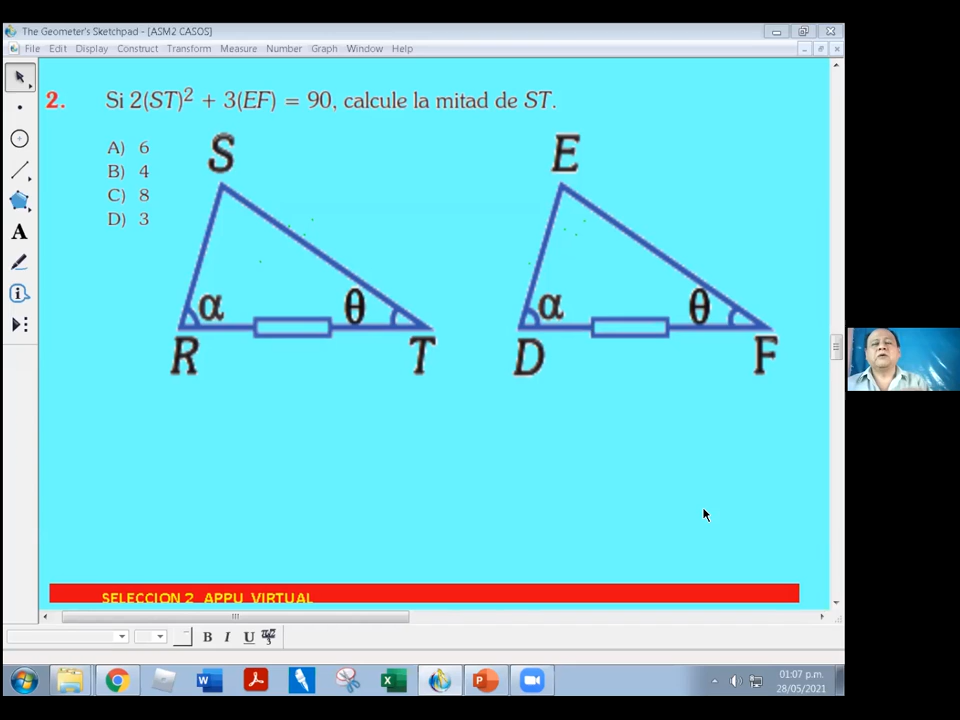 The Geometer's Sketchpad - [ASM2 CASOS]
File Edit Display Construct Transform Measure Number Graph Window Help
2. Si 2(ST)² + 3(EF) = 90, calcule la mitad de ST.
A) 6
B) 4
C) 8
D) 3
S
E
α θ α θ
R T D F
A
SELECCION 2 APPU VIRTUAL
B I U
W X P
01:07 p.m.
28/05/2021